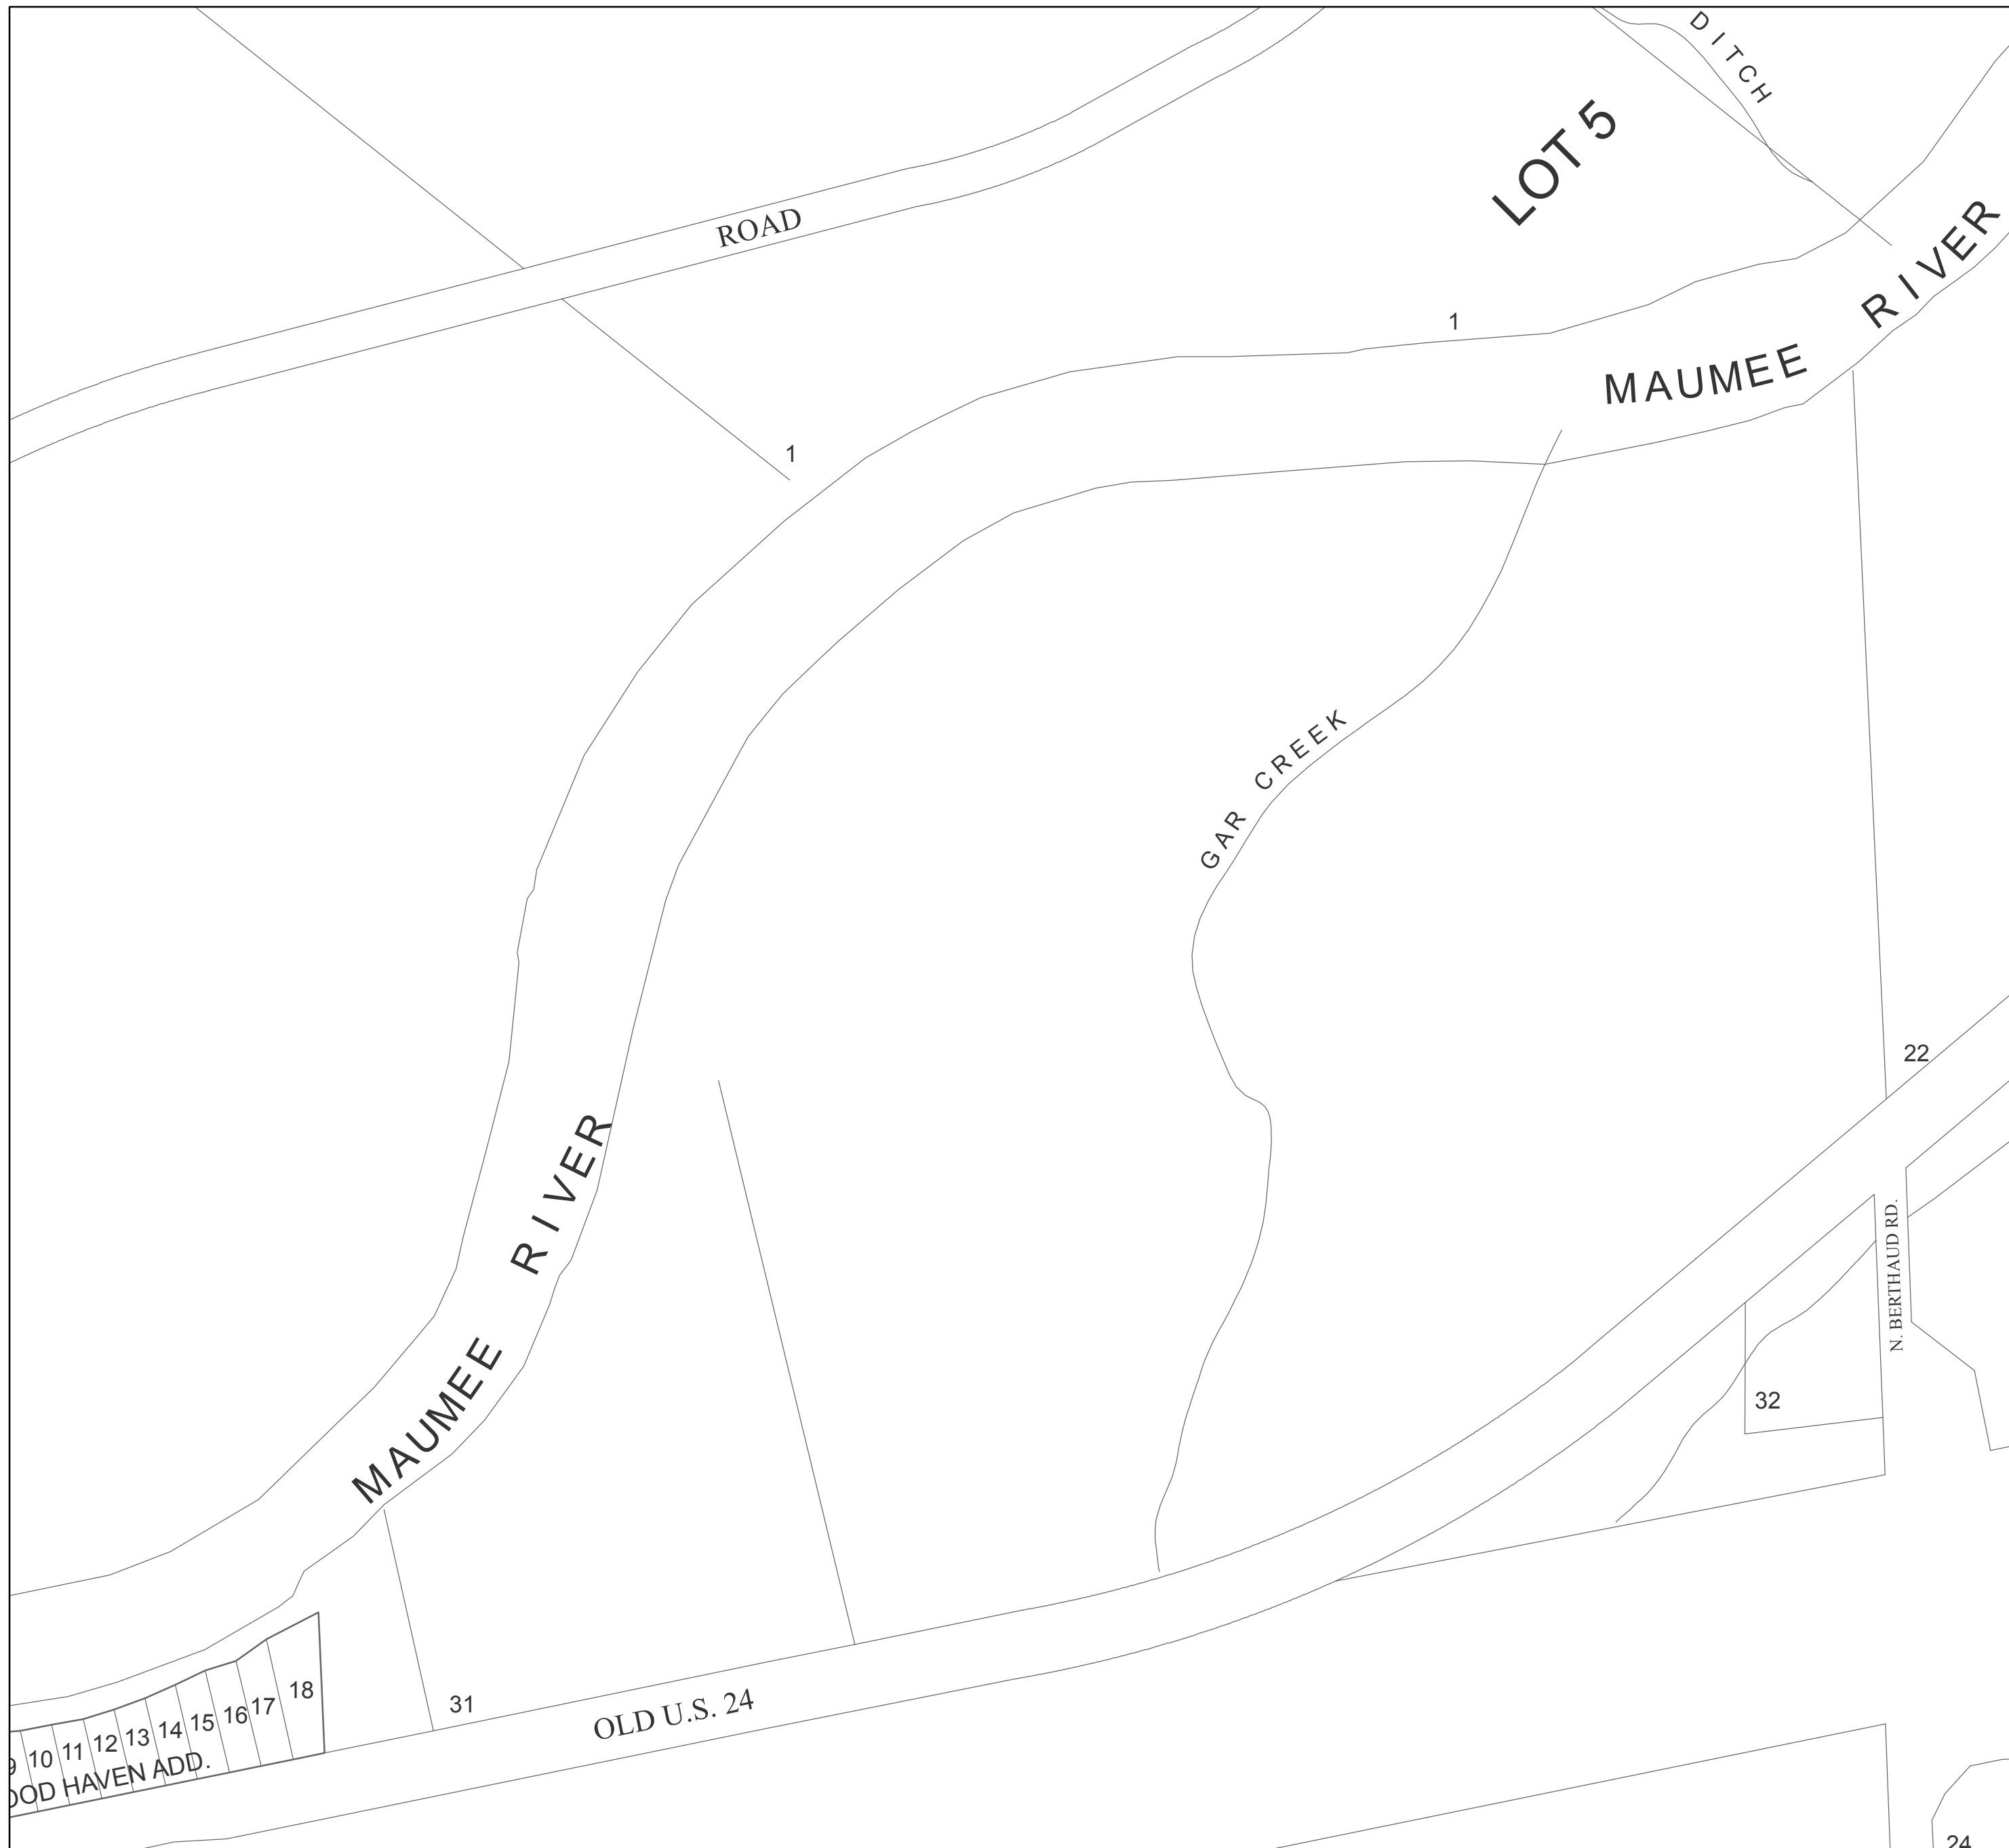 DITCH
LOT 5
ROAD
RIVER
1
MAUMEE
1
GAR CREEK
22
RIVER
N. BERTHAUD RD.
MAUMEE
32
18
31
17
16
OLD U.S. 24
15
14
13
12
11
10
9
HAVEN ADD.
24